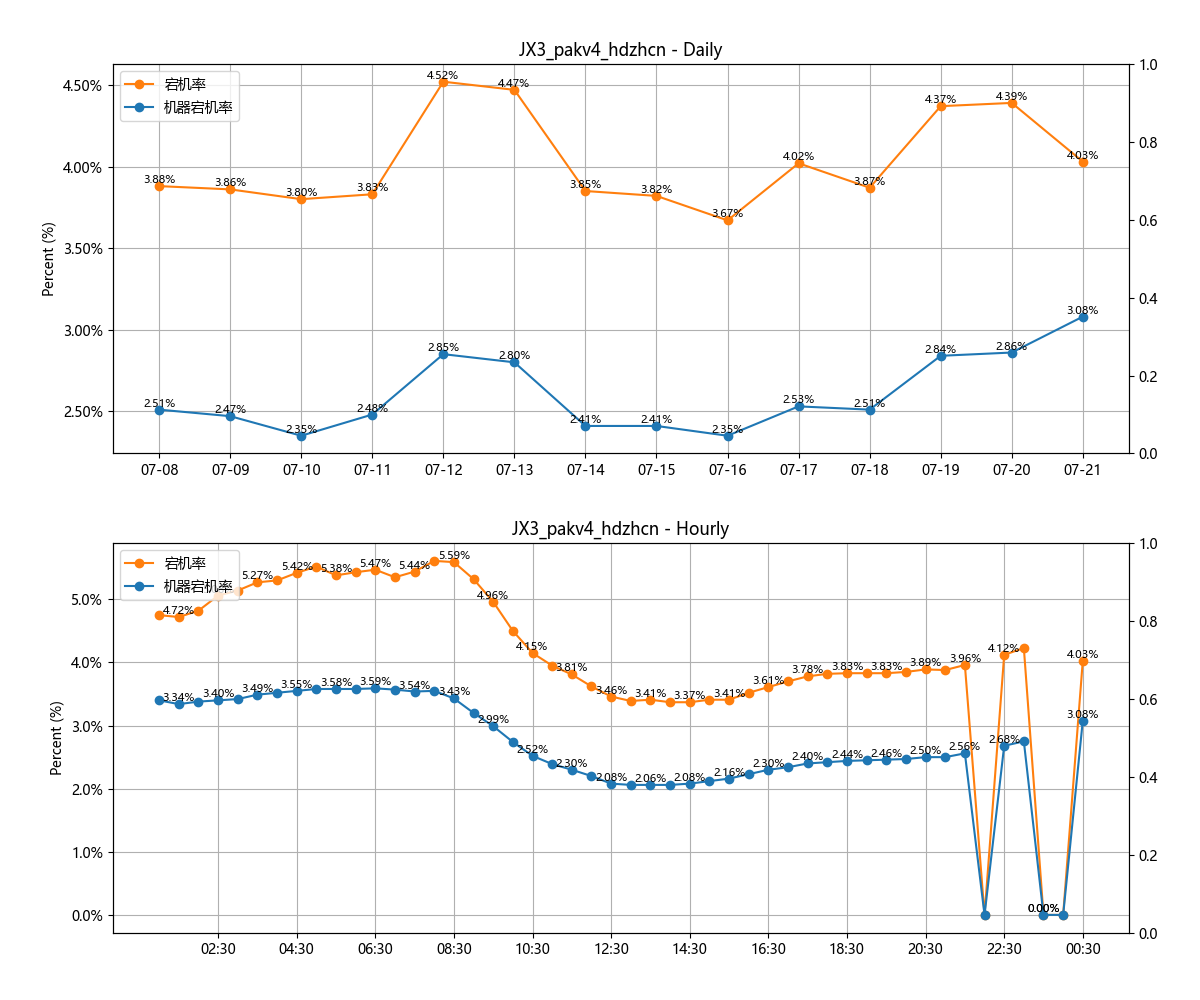 JX3_pakv4_hdzhcn - Daily
宕机率
机器宕机率
Percent (%)
4.50%
4.00%
3.50%
3.00%
2.50%
1.0
0.8
0.6
0.4
0.2
0.0
3.88% 3.86% 3.80% 3.83% 4.52% 4.47% 3.85% 3.82% 3.67% 4.02% 3.87% 4.37% 4.39% 4.03%
2.51% 2.47% 2.35% 2.48% 2.85% 2.80% 2.41% 2.41% 2.35% 2.53% 2.51% 2.84% 2.86% 3.08%
07-08 07-09 07-10 07-11 07-12 07-13 07-14 07-15 07-16 07-17 07-18 07-19 07-20 07-21
JX3_pakv4_hdzhcn - Hourly
宕机率
机器宕机率
Percent (%)
5.0%
4.0%
3.0%
2.0%
1.0%
0.0%
1.0
0.8
0.6
0.4
0.2
0.0
4.72% 5.27% 5.42% 5.38% 5.47% 5.44% 5.59% 4.96% 4.15% 3.81% 3.46% 3.41% 3.37% 3.41% 3.61% 3.78% 3.83% 3.83% 3.89% 3.96% 4.12% 0.00% 4.03%
3.34% 3.40% 3.49% 3.55% 3.58% 3.59% 3.54% 3.43% 2.99% 2.52% 2.30% 2.08% 2.06% 2.08% 2.16% 2.30% 2.40% 2.44% 2.46% 2.50% 2.56% 2.68% 0.00% 3.08%
02:30 04:30 06:30 08:30 10:30 12:30 14:30 16:30 18:30 20:30 22:30 00:30